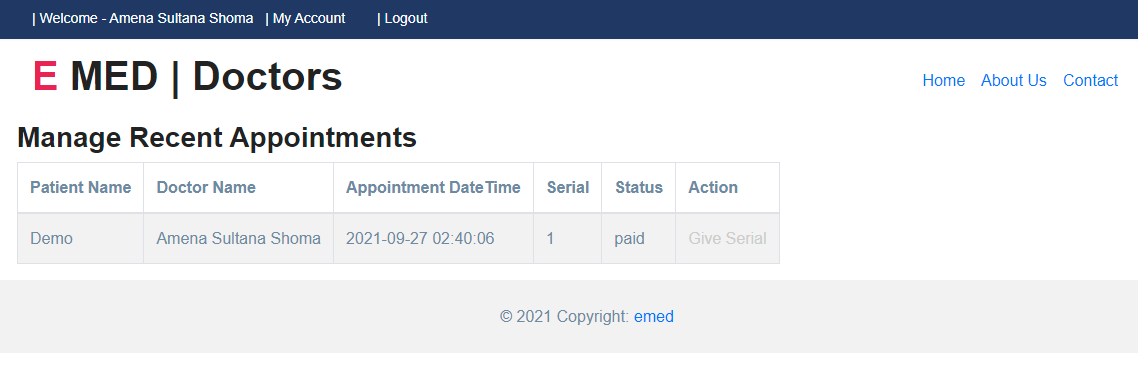 | Welcome - Amena Sultana Shoma | My Account | Logout
E MED | Doctors
Home About Us Contact
Manage Recent Appointments
Patient Name Doctor Name Appointment DateTime Serial Status Action
Demo Amena Sultana Shoma 2021-09-27 02:40:06 1 paid Give Serial
© 2021 Copyright: emed